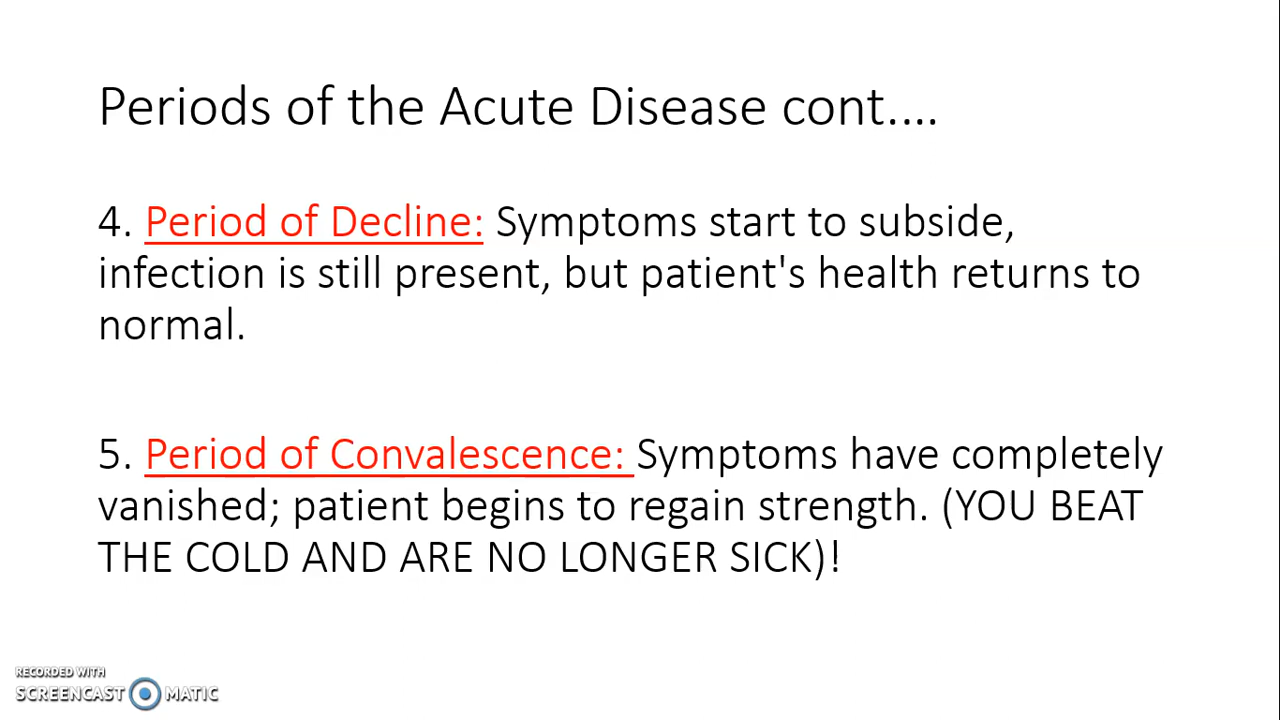 Periods of the Acute Disease cont....
4. Period of Decline: Symptoms start to subside,
infection is still present, but patient's health returns to
normal.
5. Period of Convalescence: Symptoms have completely
vanished; patient begins to regain strength. (YOU BEAT
THE COLD AND ARE NO LONGER SICK)!
RECORDED WITH
SCREENCAST MATIC